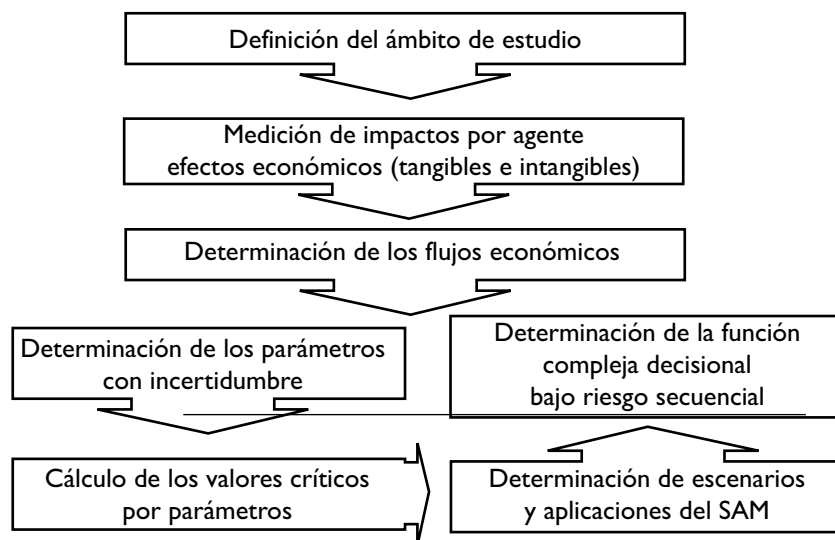 Definición del ámbito de estudio
Medición de impactos por agente
efectos económicos (tangibles e intangibles)
Determinación de los flujos económicos
Determinación de los parámetros
con incertidumbre
Determinación de la función
compleja decisional
bajo riesgo secuencial
Cálculo de los valores críticos
por parámetros
Determinación de escenarios
y aplicaciones del SAM